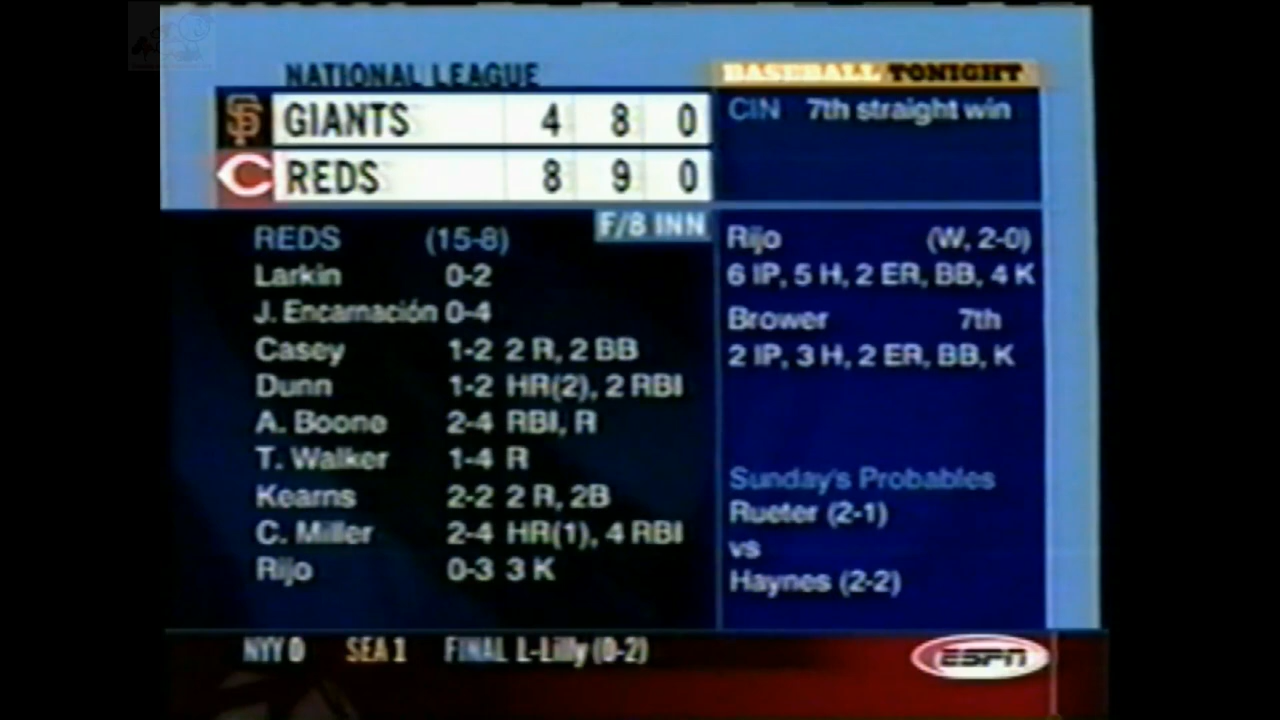 NATIONAL LEAGUE
BASEBALL TONIGHT
SF GIANTS 4 8 0
C REDS 8 9 0
CIN 7th straight win
F/8 INN
REDS (15-8)
Larkin 0-2
J. Encarnación 0-4
Casey 1-2 2 R, 2 BB
Dunn 1-2 HR(2), 2 RBI
A. Boone 2-4 RBI, R
T. Walker 1-4 R
Kearns 2-2 2 R, 2B
C. Miller 2-4 HR(1), 4 RBI
Rijo 0-3 3 K
Rijo (W, 2-0)
6 IP, 5 H, 2 ER, BB, 4 K
Brower 7th
2 IP, 3 H, 2 ER, BB, K
Sunday's Probables
Rueter (2-1)
vs
Haynes (2-2)
NYY 0 SEA 1 FINAL L-Lilly (0-2)
ESPN